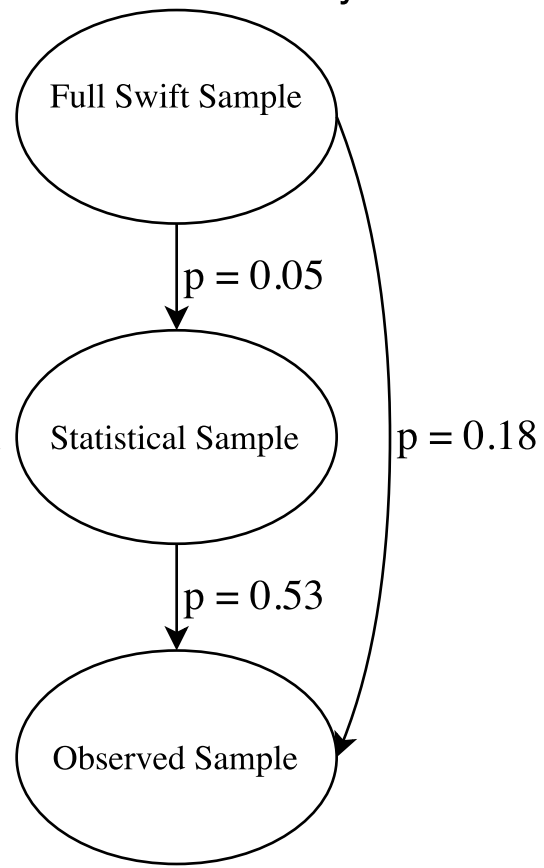 Full Swift Sample
p = 0.05
Statistical Sample
p = 0.18
p = 0.53
Observed Sample